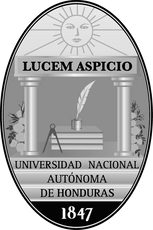 LUCEM ASPICIO
UNIVERSIDAD NACIONAL
AUTÓNOMA
DE HONDURAS
1847